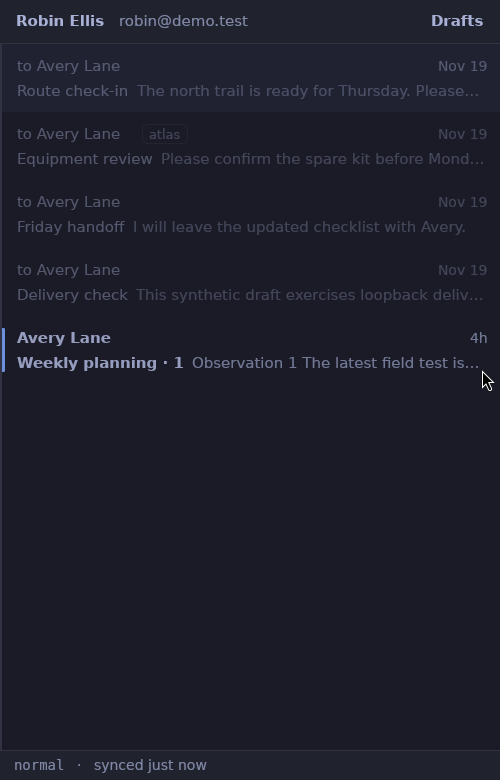 Robin Ellis robin@demo.test Drafts
to Avery Lane Nov 19
Route check-in The north trail is ready for Thursday. Please…
to Avery Lane atlas Nov 19
Equipment review Please confirm the spare kit before Mond…
to Avery Lane Nov 19
Friday handoff I will leave the updated checklist with Avery.
to Avery Lane Nov 19
Delivery check This synthetic draft exercises loopback deliv…
Avery Lane 4h
Weekly planning · 1 Observation 1 The latest field test is…
normal · synced just now